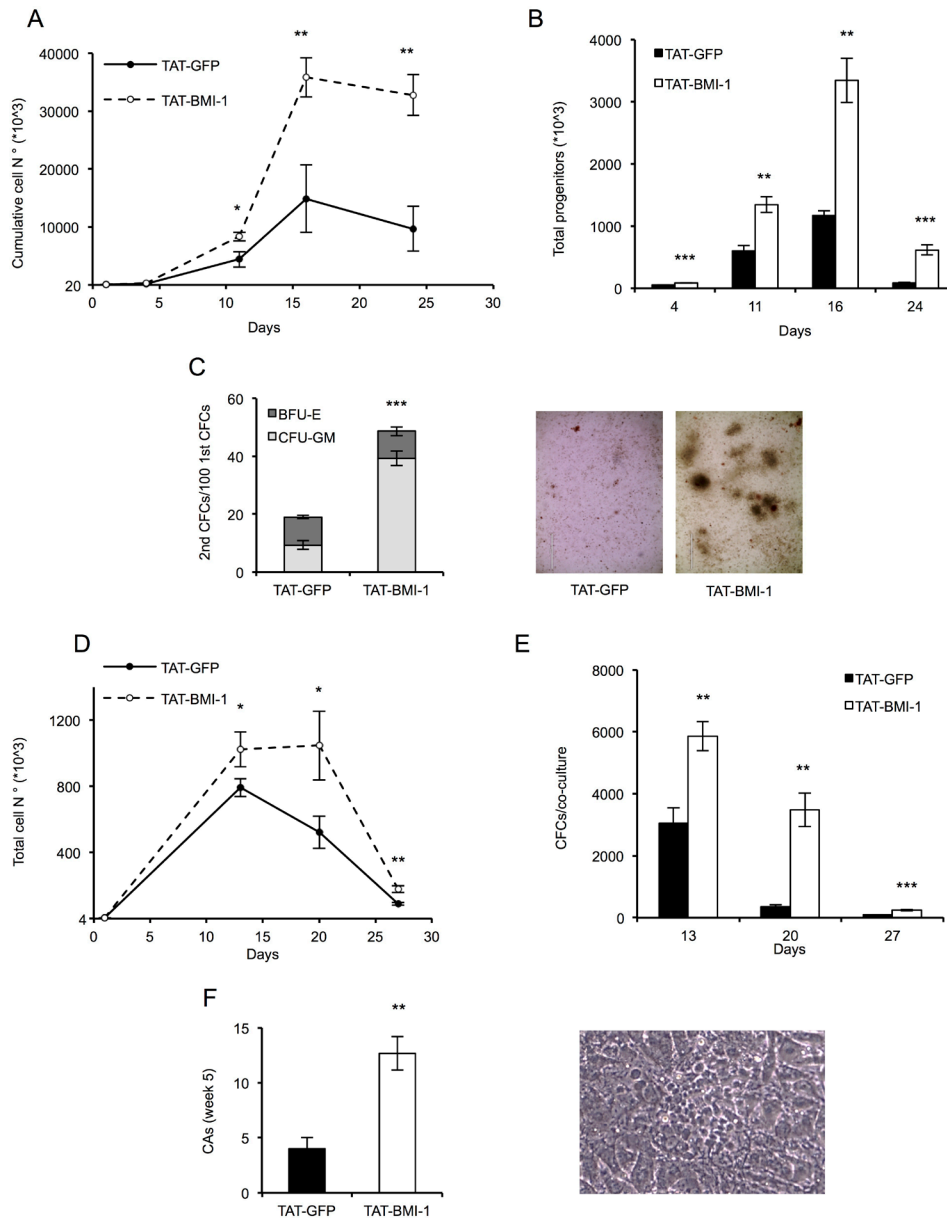 A
TAT-GFP
TAT-BMI-1
Cumulative cell N ° (*10^3)
40000
30000
20000
10000
20
*
**
**
0
5
10
15
20
25
30
Days
B
TAT-GFP
TAT-BMI-1
Total progenitors (*10^3)
4000
3000
2000
1000
0
***
**
**
***
4
11
16
24
Days
C
2nd CFCs/100 1st CFCs
60
40
20
0
BFU-E
CFU-GM
***
TAT-GFP
TAT-BMI-1
TAT-GFP
TAT-BMI-1
D
TAT-GFP
TAT-BMI-1
Total cell N ° (*10^3)
1200
800
400
4
*
*
**
0
5
10
15
20
25
30
Days
E
TAT-GFP
TAT-BMI-1
CFCs/co-culture
8000
6000
4000
2000
0
**
**
***
13
20
27
Days
F
CAs (week 5)
15
10
5
0
**
TAT-GFP
TAT-BMI-1